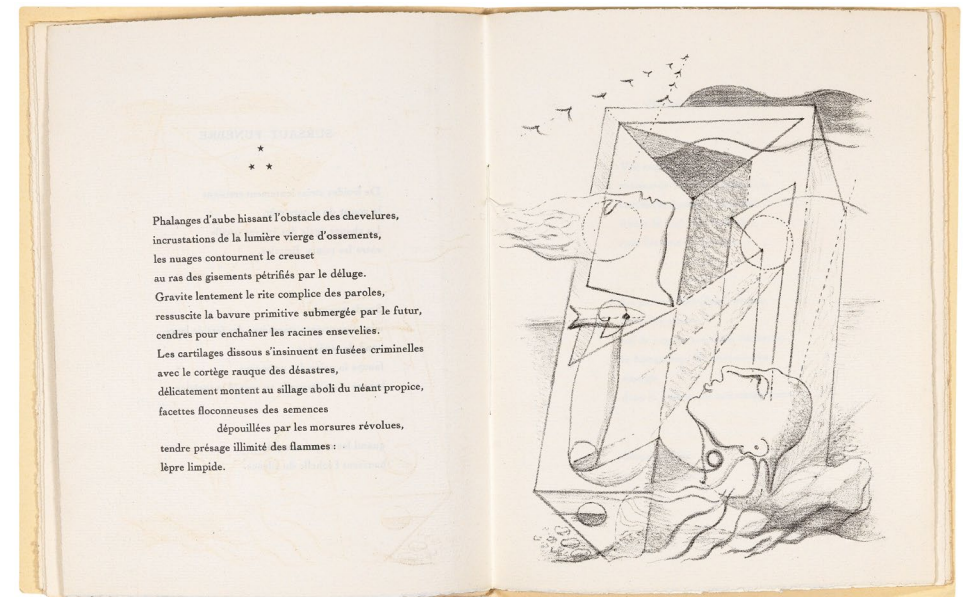 Phalanges d'aube hissant l'obstacle des chevelures,
incrustations de la lumière vierge d'ossements,
les nuages contournent le creuset
au ras des gisements pétrifiés par le déluge.
Gravite lentement le rite complice des paroles,
ressuscite la bavure primitive submergée par le futur,
cendres pour enchaîner les racines ensevelies.
Les cartilages dissous s'insinuent en fusées criminelles
avec le cortège rauque des désastres,
délicatement montent au sillage aboli du néant propice,
facettes floconneuses des semences
dépouillées par les morsures révolues,
tendre présage illimité des flammes :
lèpre limpide.